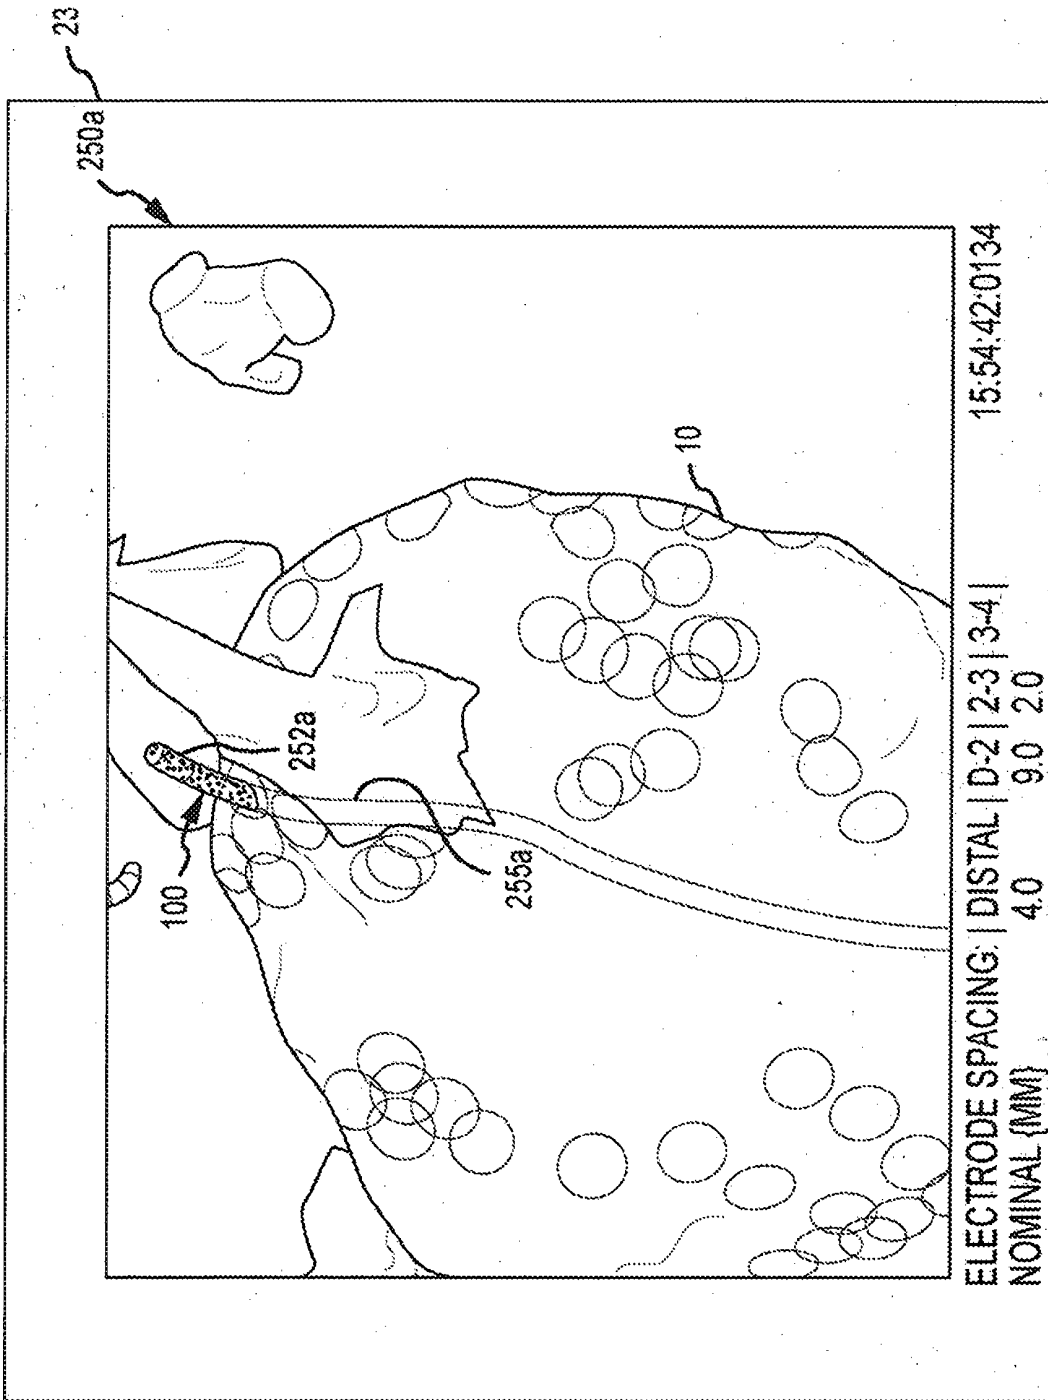 23
250a
10
252a
100
255a
ELECTRODE SPACING: | DISTAL | D-2 | 2-3 | 3-4 | 15:54:42:0134
NOMINAL {MM} 4.0 9.0 2.0